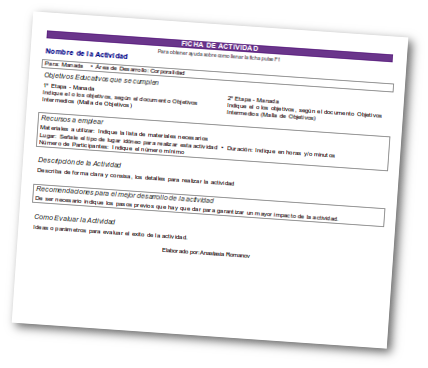 FICHA DE ACTIVIDAD
Para obtener ayuda sobre como llenar la ficha pulse F1
Nombre de la Actividad
Para: Manada • Área de Desarrollo: Corporalidad
Objetivos Educativos que se cumplen
1ª Etapa - Manada
Indique el o los objetivos, según el documento Objetivos
Intermedios (Malla de Objetivos)
2ª Etapa - Manada
Indique el o los objetivos, según el documento Objetivos
Intermedios (Malla de Objetivos)
Recursos a emplear
Materiales a utilizar: Indique la lista de materiales necesarios
Lugar: Señale el tipo de lugar idóneo para realizar esta actividad • Duración: Indique en horas y/o minutos
Número de Participantes: Indique el número mínimo
Descripción de la Actividad
Describa de forma clara y concisa, los detalles para realizar la actividad
Recomendaciones para el mejor desarrollo de la actividad
De ser necesario indique los pasos previos que hay que dar para garantizar un mayor impacto de la actividad.
Como Evaluar la Actividad
Ideas o parámetros para evaluar el exito de la actividad.
Elaborado por: Anastasia Romanov